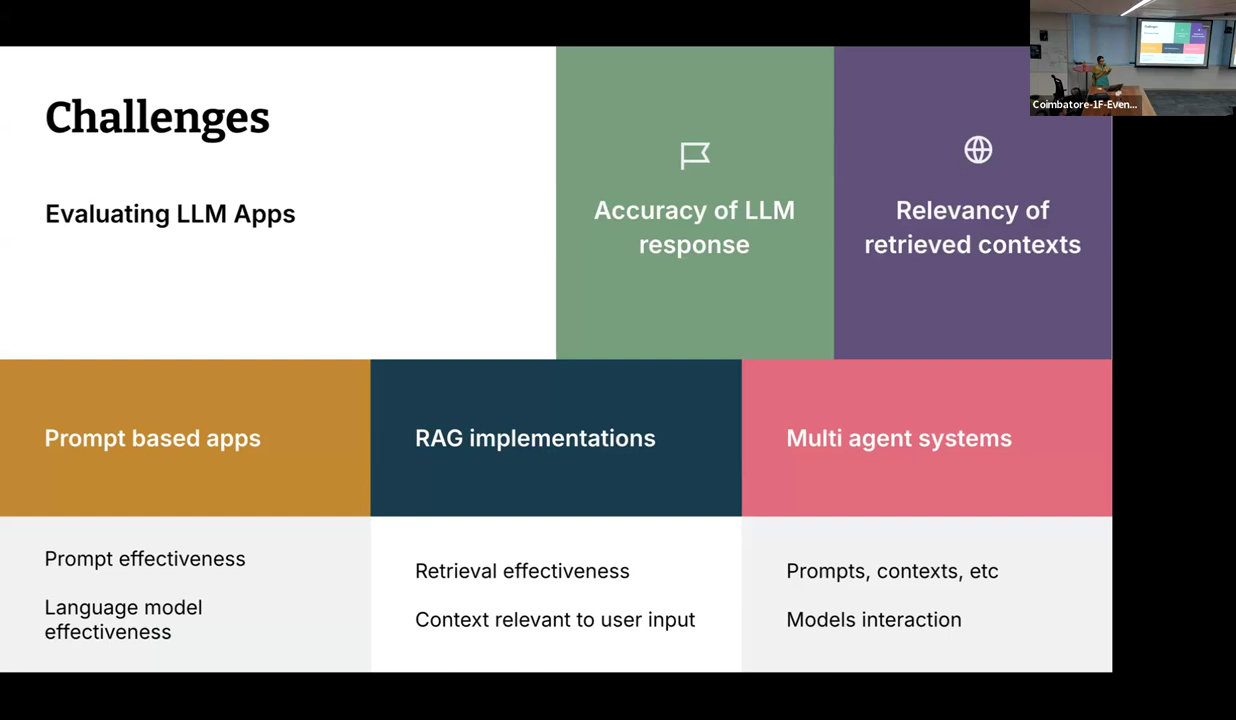 Challenges
Evaluating LLM Apps
Accuracy of LLM
response
Relevancy of
retrieved contexts
Coimbatore-1F-Even...
Prompt based apps
RAG implementations
Multi agent systems
Prompt effectiveness
Language model
effectiveness
Retrieval effectiveness
Context relevant to user input
Prompts, contexts, etc
Models interaction